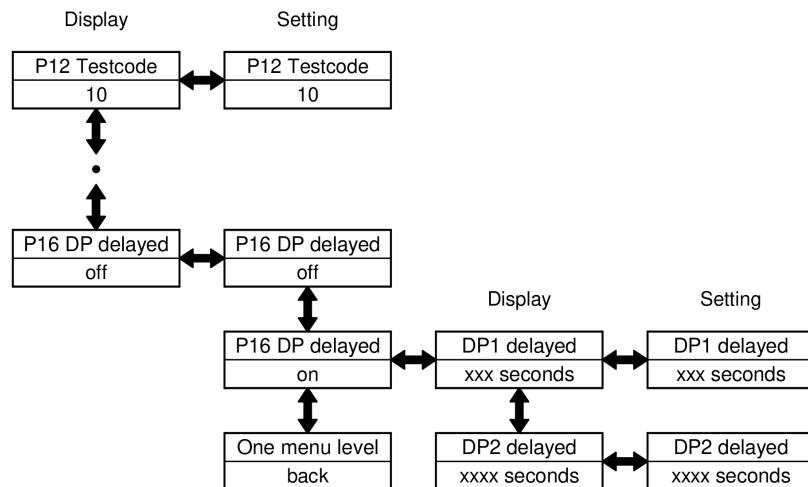 Display Setting
P12 Testcode P12 Testcode
10 10
P16 DP delayed P16 DP delayed
off off
Display Setting
P16 DP delayed DP1 delayed DP1 delayed
on xxx seconds xxx seconds
One menu level DP2 delayed DP2 delayed
back xxxx seconds xxxx seconds